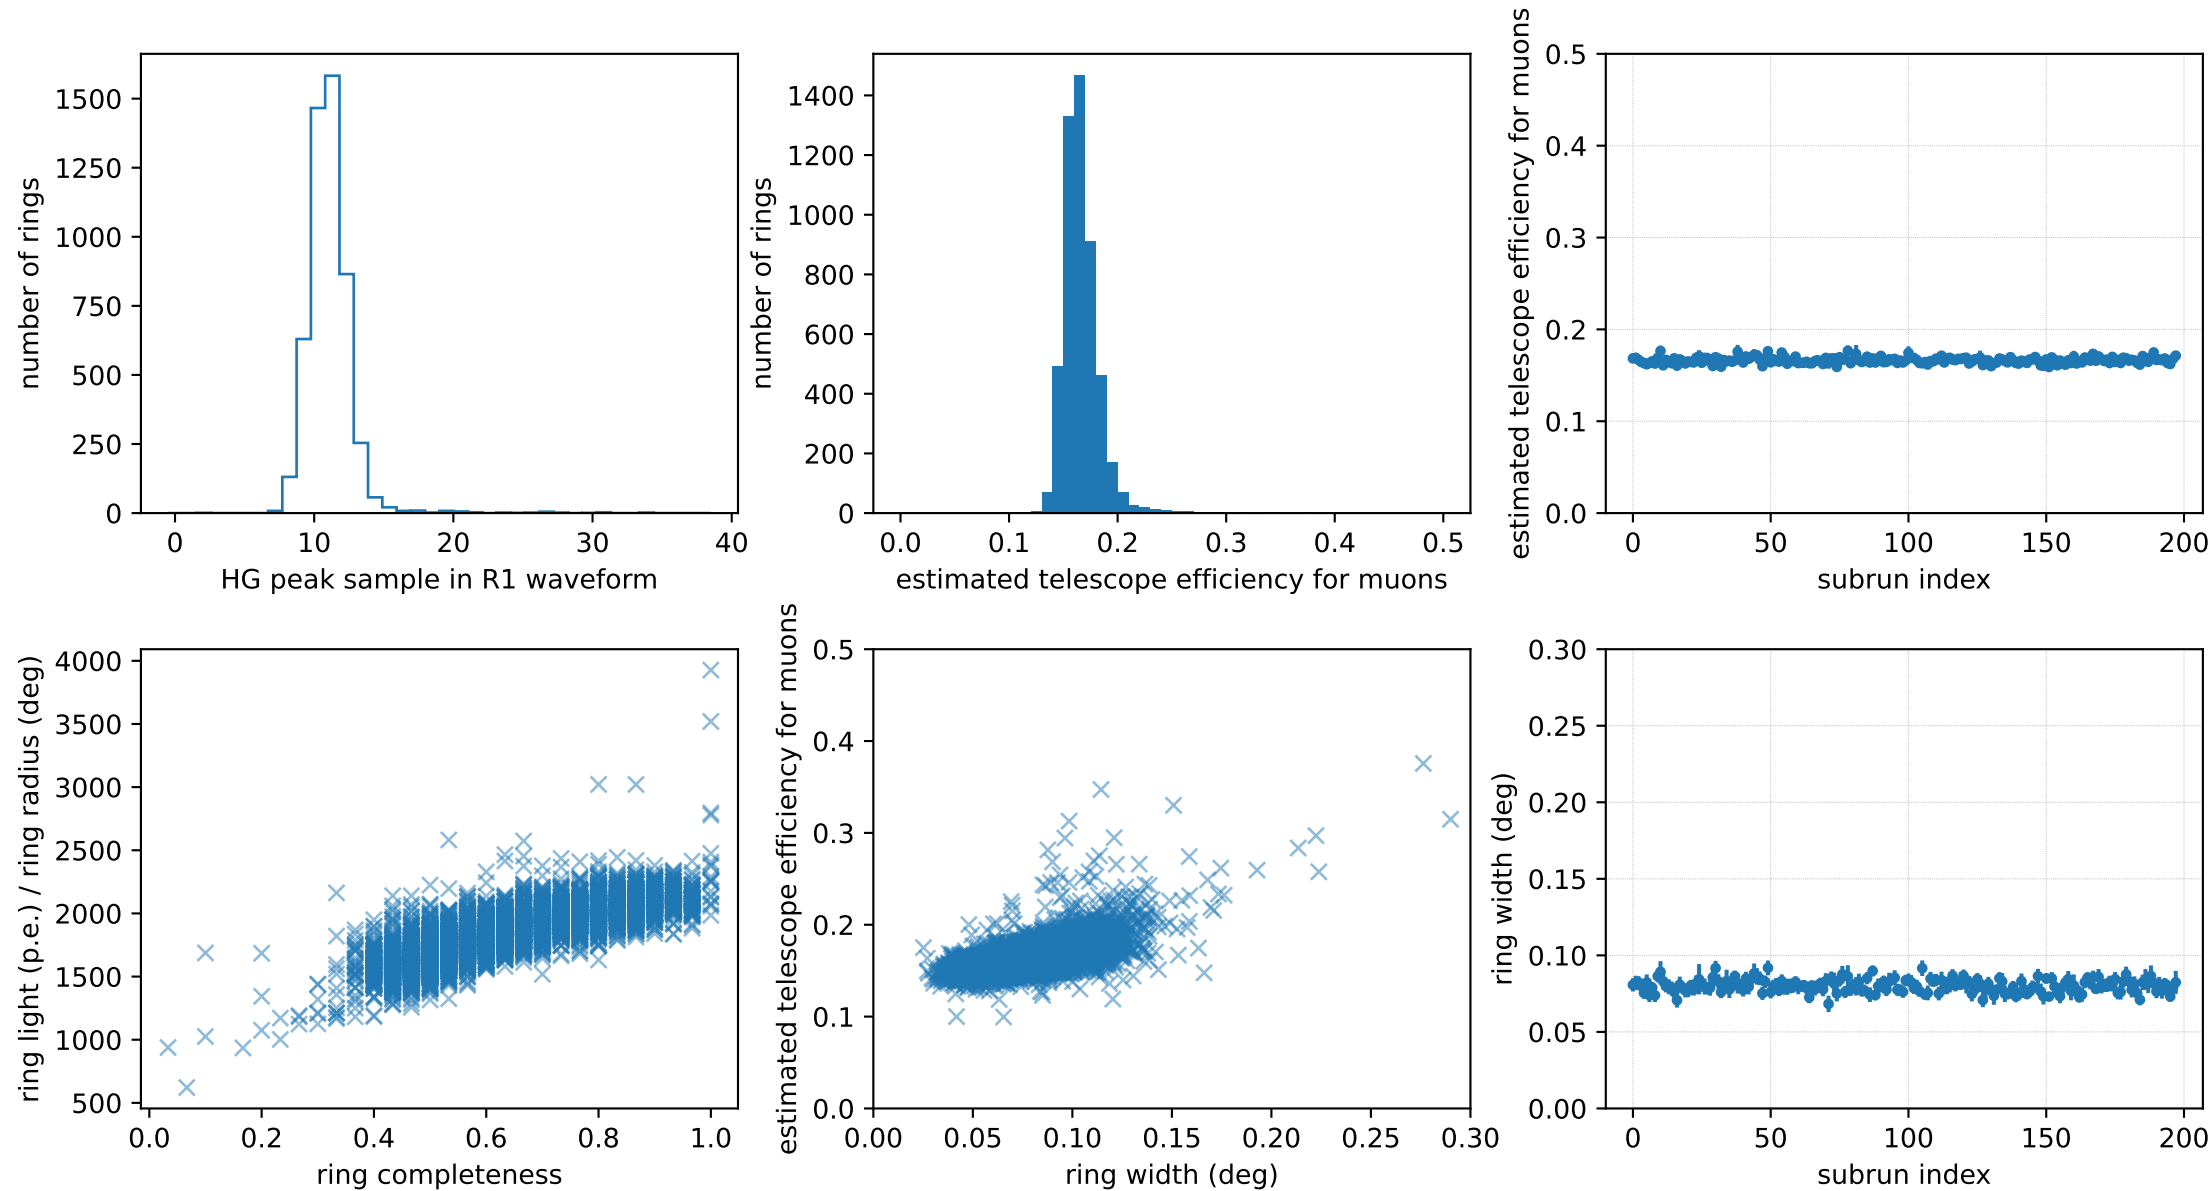 number of rings
1500
1250
1000
750
500
250
0
0 10 20 30 40
HG peak sample in R1 waveform
number of rings
1400
1200
1000
800
600
400
200
0
0.0 0.1 0.2 0.3 0.4 0.5
estimated telescope efficiency for muons
estimated telescope efficiency for muons
0.5
0.4
0.3
0.2
0.1
0.0
0 50 100 150 200
subrun index
ring light (p.e.) / ring radius (deg)
4000
3500
3000
2500
2000
1500
1000
500
0.0 0.2 0.4 0.6 0.8 1.0
ring completeness
estimated telescope efficiency for muons
0.5
0.4
0.3
0.2
0.1
0.0
0.00 0.05 0.10 0.15 0.20 0.25 0.30
ring width (deg)
ring width (deg)
0.30
0.25
0.20
0.15
0.10
0.05
0.00
0 50 100 150 200
subrun index